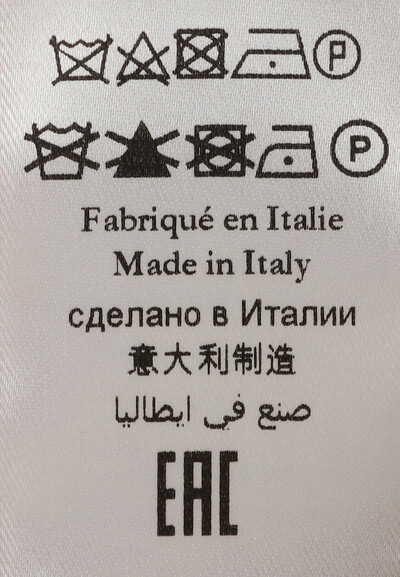 P
P
Fabriqué en Italie
Made in Italy
сделано в Италии
意大利制造
صنع في ايطاليا
EAC